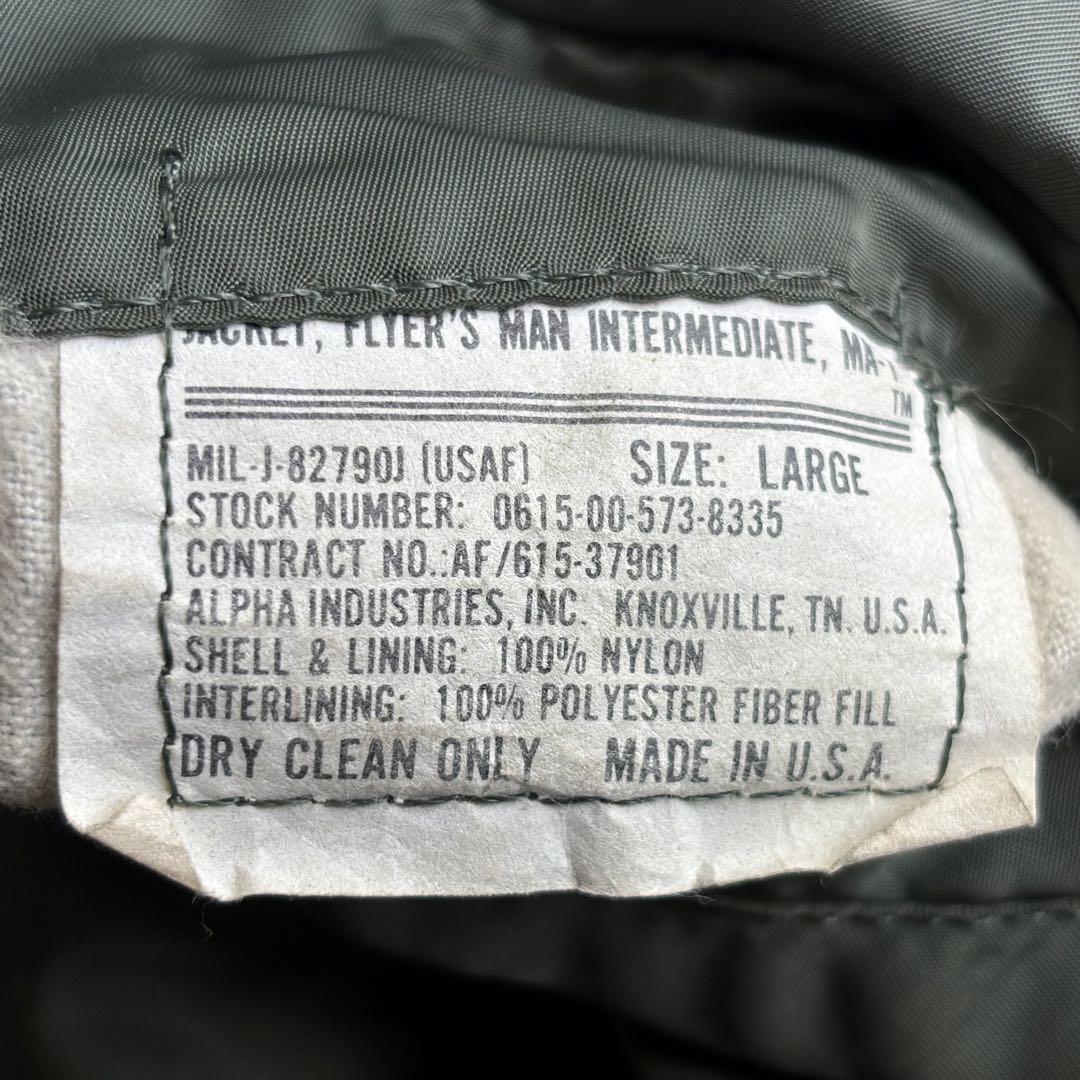 JACKET, FLYER'S MAN INTERMEDIATE, MA-1
TM
MIL-J-82790J (USAF) SIZE: LARGE
STOCK NUMBER: 0615-00-573-8335
CONTRACT NO.:AF/615-37901
ALPHA INDUSTRIES, INC. KNOXVILLE, TN. U.S.A.
SHELL & LINING: 100% NYLON
INTERLINING: 100% POLYESTER FIBER FILL
DRY CLEAN ONLY MADE IN U.S.A.